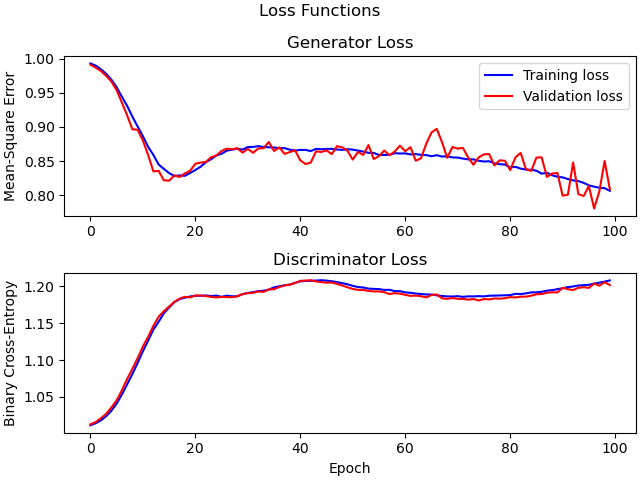 Loss Functions
Generator Loss
Mean-Square Error
1.00
0.95
0.90
0.85
0.80
Training loss
Validation loss
0 20 40 60 80 100
Discriminator Loss
Binary Cross-Entropy
1.20
1.15
1.10
1.05
0 20 40 60 80 100
Epoch